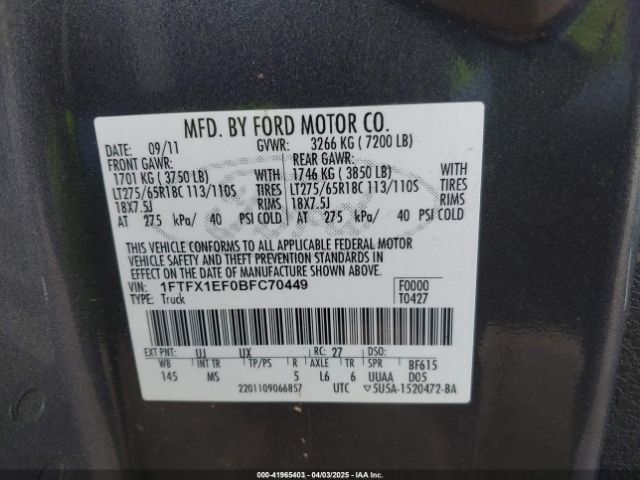 MFD. BY FORD MOTOR CO.
DATE: 09/11 GVWR: 3266 KG ( 7200 LB)
FRONT GAWR: REAR GAWR:
1701 KG ( 3750 LB) WITH 1746 KG ( 3850 LB) WITH
LT275/65R18C 113/110S TIRES LT275/65R18C 113/110S TIRES
18X7.5J RIMS 18X7.5J RIMS
AT 275 kPa/ 40 PSI COLD AT 275 kPa/ 40 PSI COLD
THIS VEHICLE CONFORMS TO ALL APPLICABLE FEDERAL MOTOR
VEHICLE SAFETY AND THEFT PREVENTION STANDARDS IN
EFFECT ON THE DATE OF MANUFACTURE SHOWN ABOVE.
VIN: 1FTFX1EF0BFC70449 F0000
TYPE: Truck T0427
EXT PNT: UJ UX RC: 27 DSO:
WB INT TR TP/PS R AXLE TR SPR BF615
145 MS 5 L6 6 UUAA D05
2201109066857 UTC ▽5U5A-1520472-BA
000-41965403 - 04/03/2025 - IAA Inc.